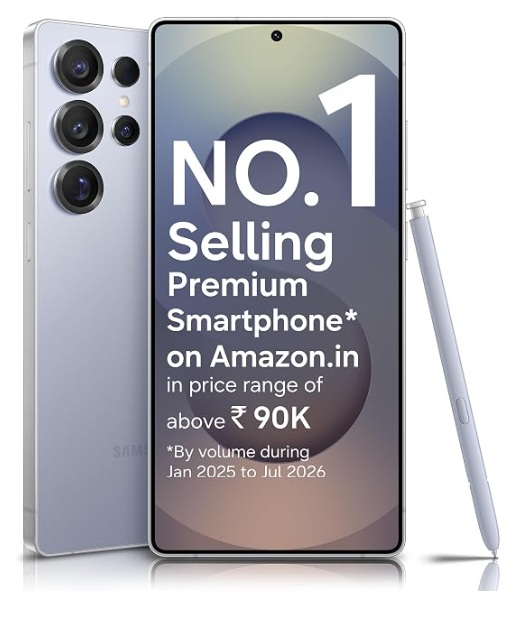 NO.1
Selling
Premium
Smartphone*
on Amazon.in
in price range of
above ₹ 90K
*By volume during
Jan 2025 to Jul 2026